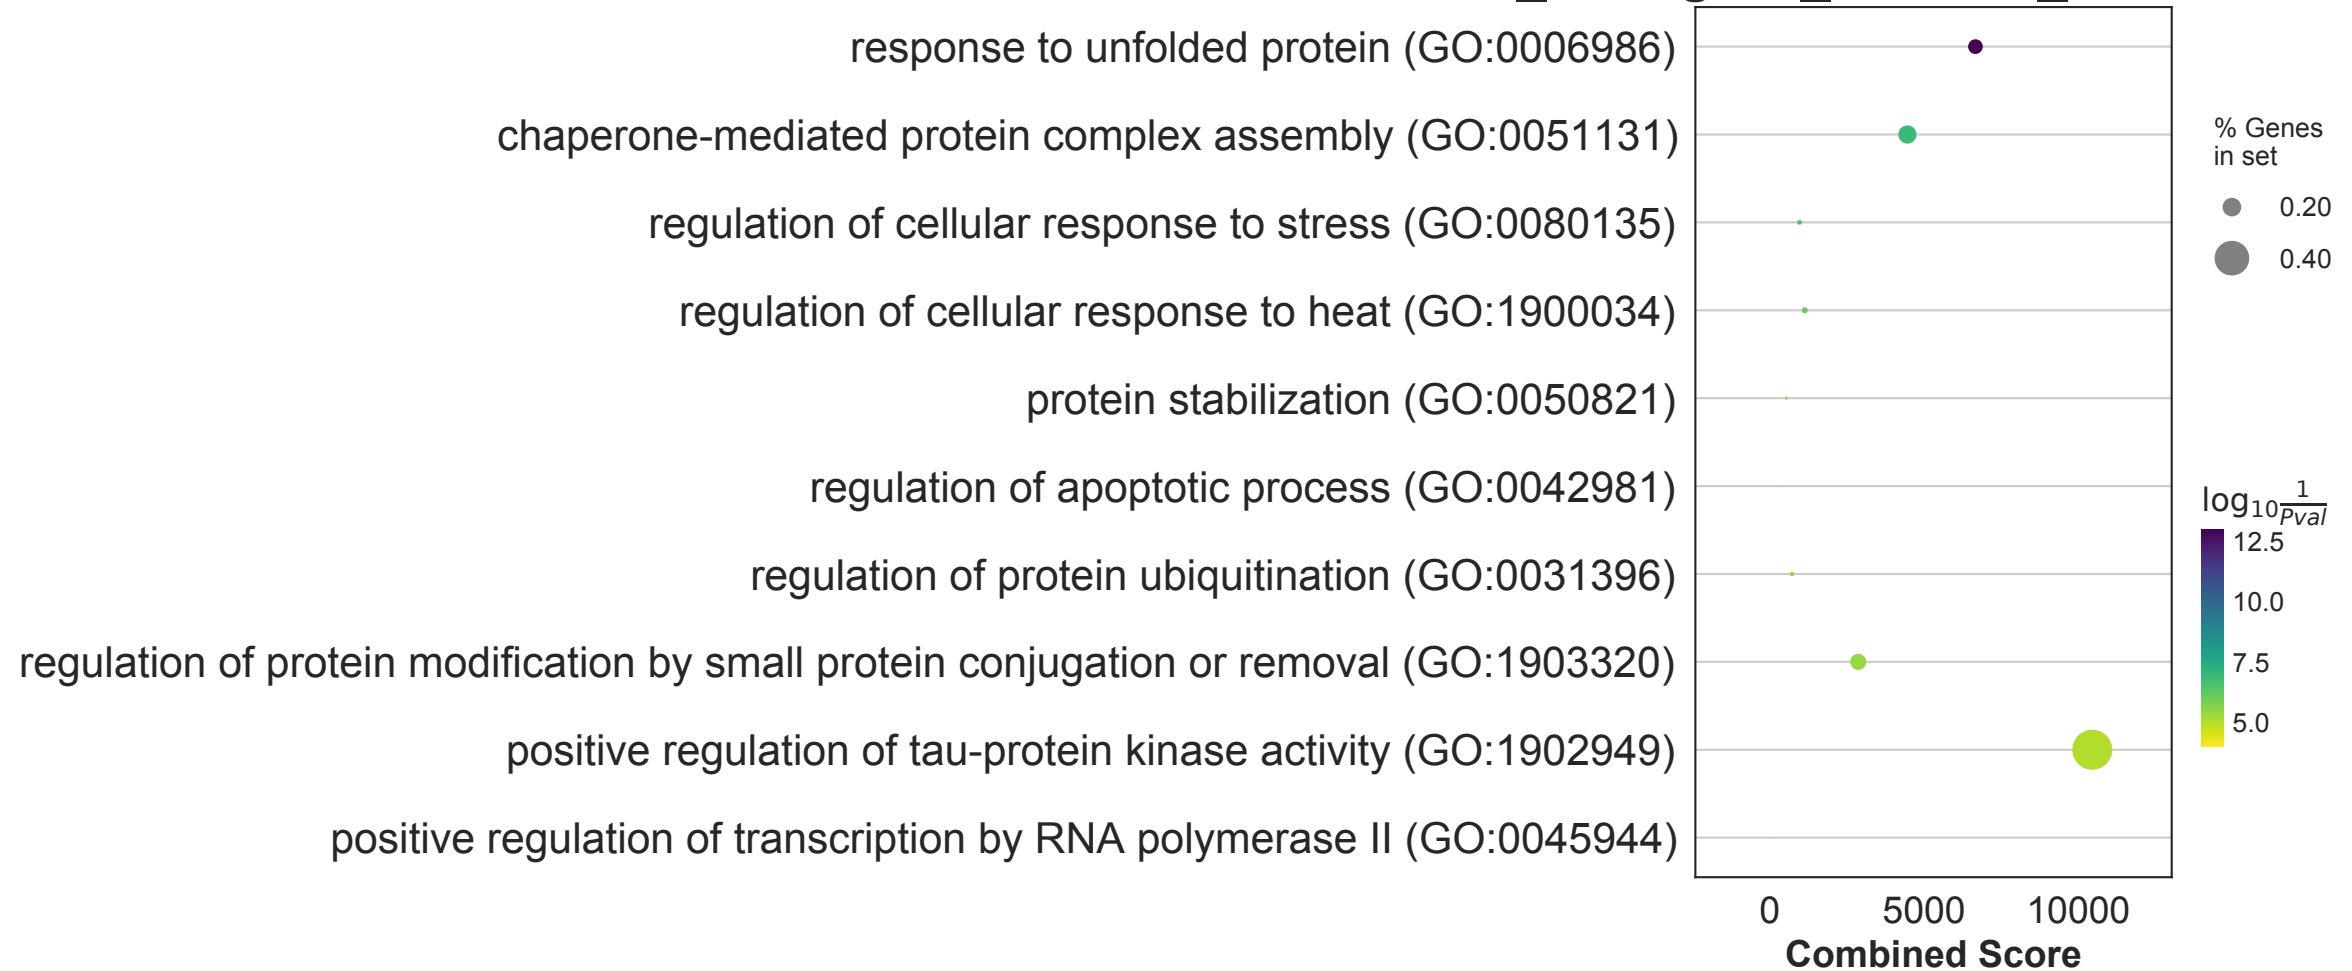 response to unfolded protein (GO:0006986)
chaperone-mediated protein complex assembly (GO:0051131)
regulation of cellular response to stress (GO:0080135)
regulation of cellular response to heat (GO:1900034)
protein stabilization (GO:0050821)
regulation of apoptotic process (GO:0042981)
regulation of protein ubiquitination (GO:0031396)
regulation of protein modification by small protein conjugation or removal (GO:1903320)
positive regulation of tau-protein kinase activity (GO:1902949)
positive regulation of transcription by RNA polymerase II (GO:0045944)
0 5000 10000
Combined Score
% Genes
in set
0.20
0.40
log10 1/Pval
12.5
10.0
7.5
5.0